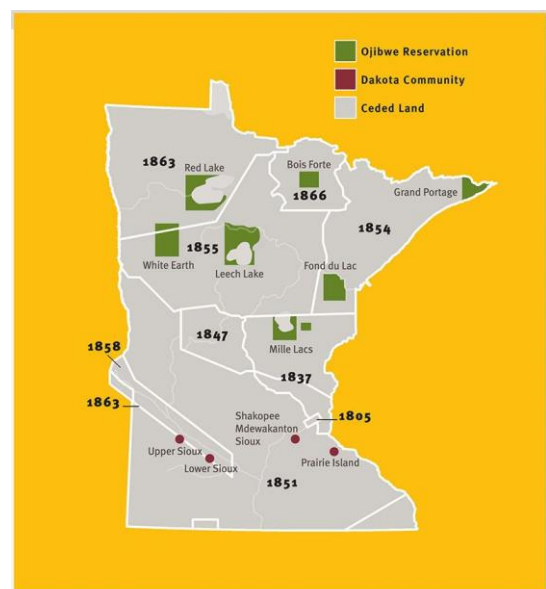 Ojibwe Reservation
Dakota Community
Ceded Land
1863
Red Lake
Bois Forte
1866
Grand Portage
1854
White Earth
1855
Leech Lake
Fond du Lac
1847
Mille Lacs
1837
1858
1863
1805
Shakopee
Mdewakanton
Sioux
Upper Sioux
Lower Sioux
Prairie Island
1851